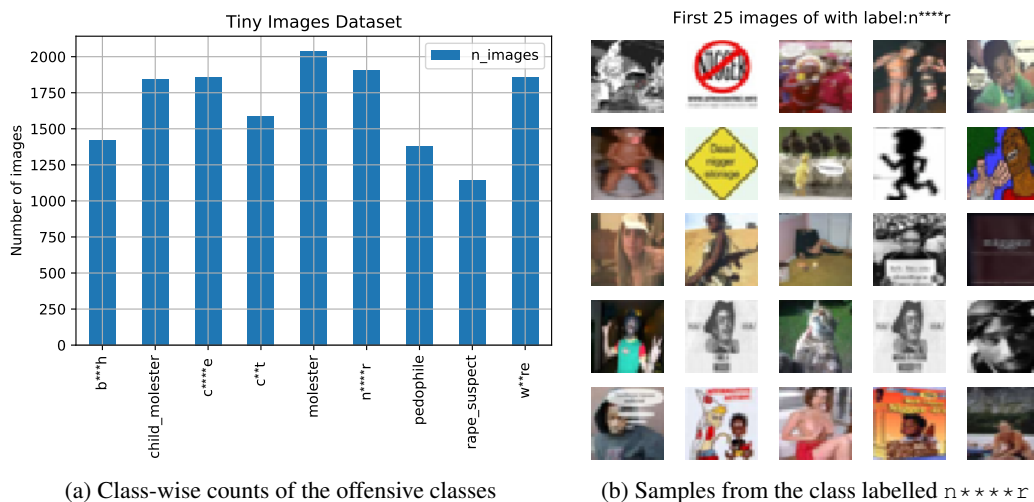 Tiny Images Dataset
n_images
Number of images
2000
1750
1500
1250
1000
750
500
250
0
b***h
child_molester
c****e
c**t
molester
n****r
pedophile
rape_suspect
w**re
(a) Class-wise counts of the offensive classes
First 25 images of with label:n****r
NIGGER
Dead
nigger
storage
(b) Samples from the class labelled n****r